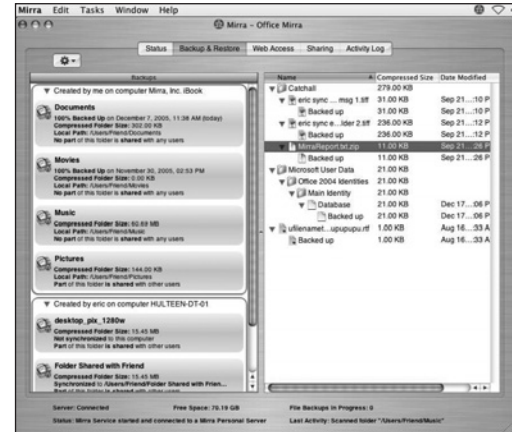 Mirra Edit Tasks Window Help
Mirra - Office Mirra
Status Backup & Restore Web Access Sharing Activity Log
Backups
Created by me on computer Mirra, Inc. iBook
Documents
100% Backed Up on December 7, 2005, 11:38 AM (today)
Compressed Folder Size: 302.00 KB
Local Path: /Users/Friend/Documents
No part of this folder is shared with any users
Movies
100% Backed Up on November 30, 2005, 02:53 PM
Compressed Folder Size: 0.00 KB
Local Path: /Users/Friend/Movies
No part of this folder is shared with any users
Music
Compressed Folder Size: 60.68 MB
Local Path: /Users/Friend/Music
No part of this folder is shared with any users
Pictures
Compressed Folder Size: 144.00 KB
Local Path: /Users/Friend/Pictures
Part of this folder is shared with other users
Created by eric on computer HULTEEN-DT-01
desktop_pix_1280w
Compressed Folder Size: 15.45 MB
Not synchronized to this computer
Part of this folder is shared with other users
Folder Shared with Friend
Compressed Folder Size: 15.45 MB
Synchronized to /Users/Friend/Folder Shared with Frien...
Part of this folder is shared with other users
Name Compressed Size Date Modified
Catchall 279.00 KB
eric sync ... msg 1.tiff 31.00 KB Sep 21...:10 P
Backed up 31.00 KB Sep 21...:10 P
eric sync e...lder 2.tiff 236.00 KB Sep 21...:12 P
Backed up 236.00 KB Sep 21...:12 P
MirraReport.txt.zip 11.00 KB Sep 21... 26 P
Backed up 11.00 KB Sep 21... 26 P
Microsoft User Data 21.00 KB
Office 2004 Identities 21.00 KB
Main Identity 21.00 KB
Database 21.00 KB Dec 17...:06 P
Backed up 21.00 KB Dec 17...:06 P
ufilenamet...upupupu.rtf 1.00 KB Aug 16...:33 A
Backed up 1.00 KB Aug 16...:33 A
Server: Connected Free Space: 79.19 GB File Backups In Progress: 0
Status: Mirra Service started and connected to a Mirra Personal Server Last Activity: Scanned folder "/Users/Friend/Music"